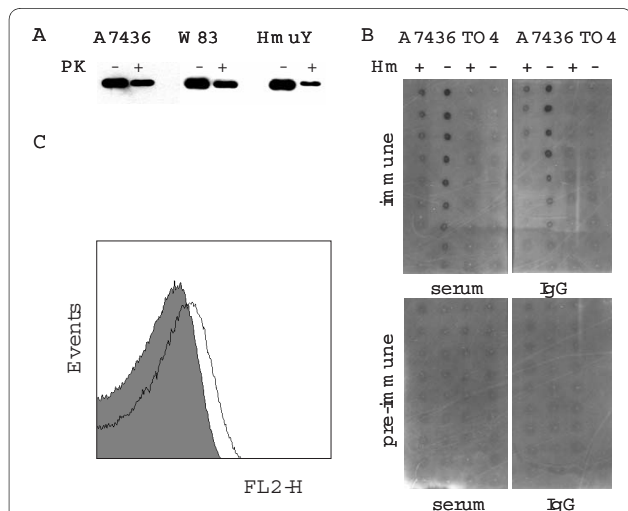 A
A7436 W83 HmuY
PK - + - + - +
B
A7436 TO4 A7436 TO4
Hm + - + - + - + -
immune
serum IgG
pre-immune
serum IgG
C
Events
FL2-H